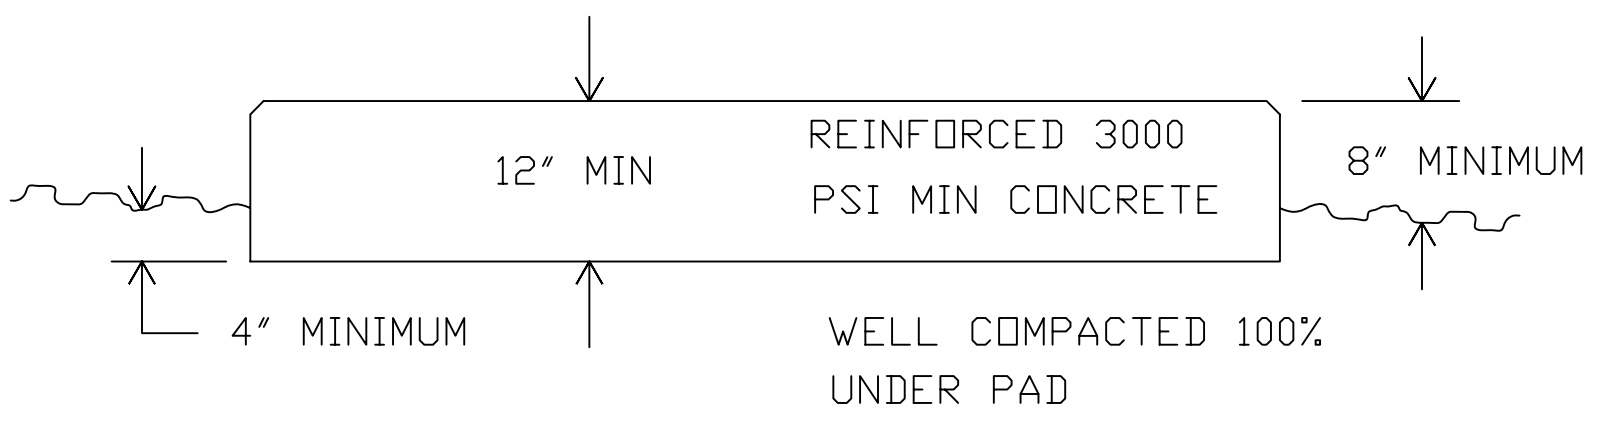 REINFORCED 3000
12" MIN
8" MINIMUM
PSI MIN CONCRETE
4" MINIMUM
WELL COMPACTED 100%
UNDER PAD